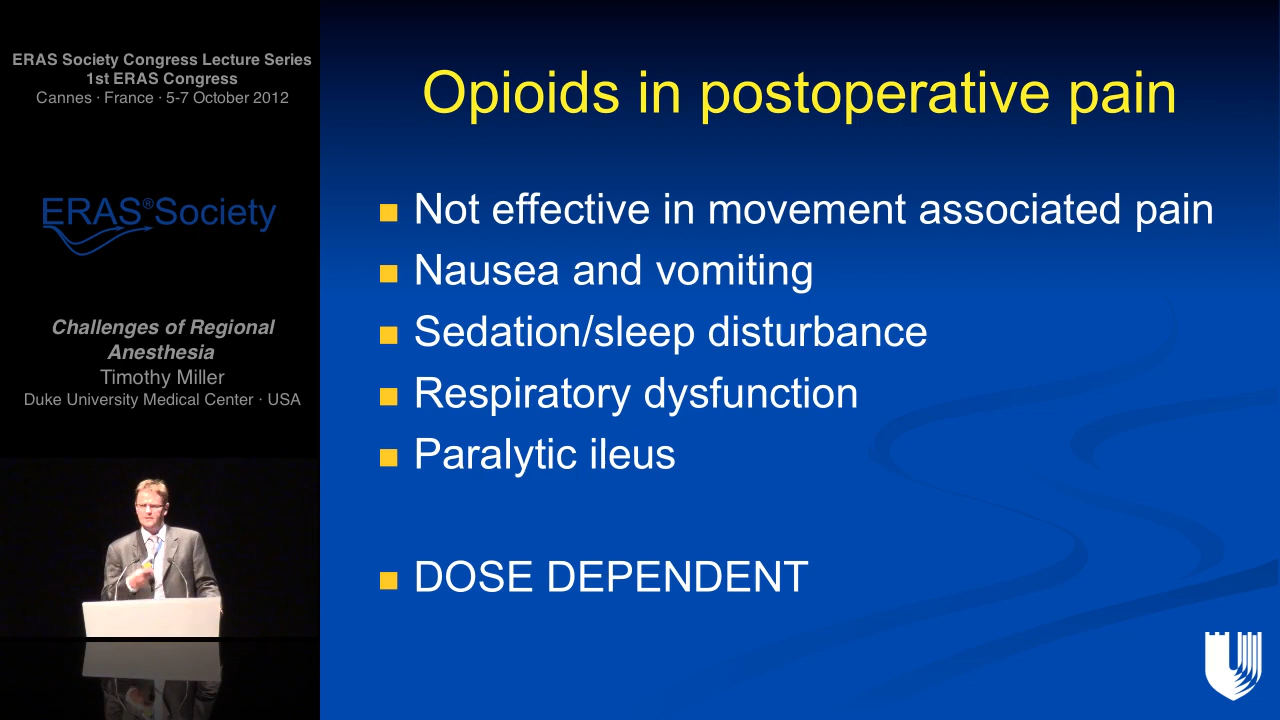 ERAS Society Congress Lecture Series
1st ERAS Congress
Cannes · France · 5-7 October 2012
ERAS®Society
Challenges of Regional
Anesthesia
Timothy Miller
Duke University Medical Center · USA
Opioids in postoperative pain
Not effective in movement associated pain
Nausea and vomiting
Sedation/sleep disturbance
Respiratory dysfunction
Paralytic ileus
DOSE DEPENDENT